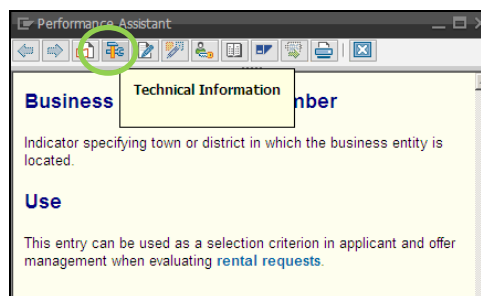 Performance Assistant
Technical Information
Business mber
Indicator specifying town or district in which the business entity is
located.
Use
This entry can be used as a selection criterion in applicant and offer
management when evaluating rental requests.